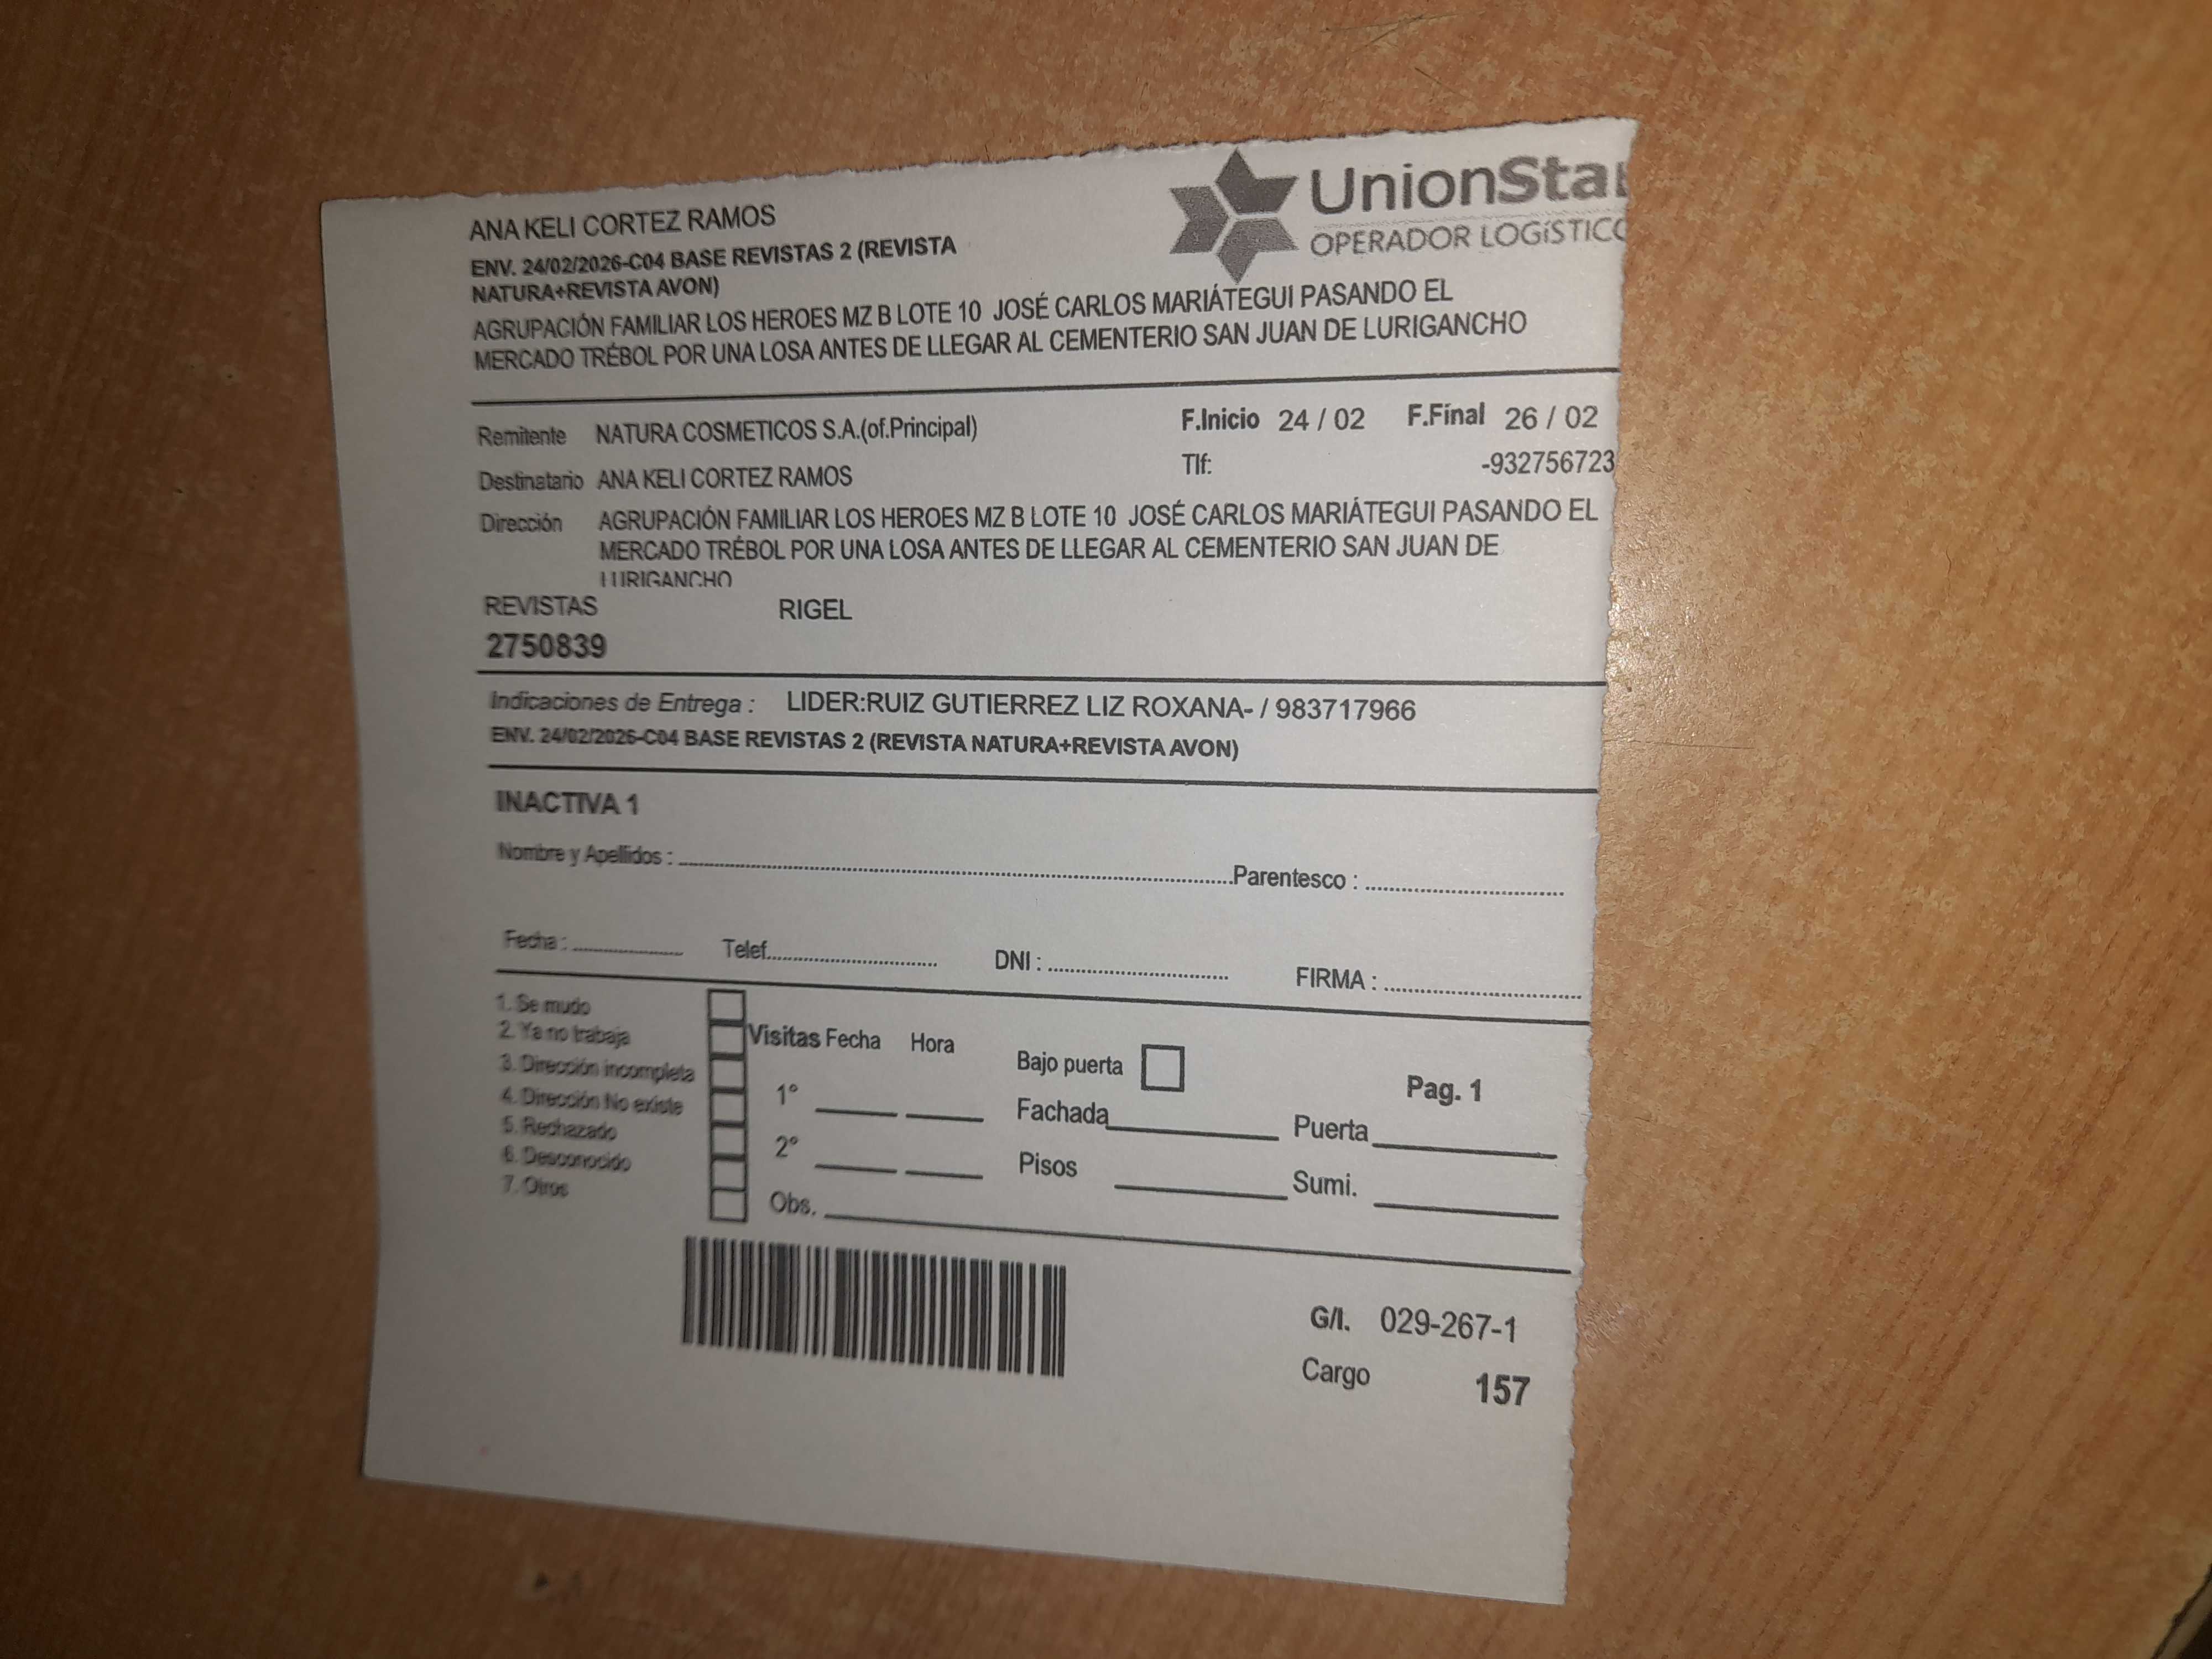 ANA KELI CORTEZ RAMOS
ENV. 24/02/2026-C04 BASE REVISTAS 2 (REVISTA
NATURA+REVISTA AVON)
AGRUPACIÓN FAMILIAR LOS HEROES MZ B LOTE 10 JOSÉ CARLOS MARIÁTEGUI PASANDO EL
MERCADO TRÉBOL POR UNA LOSA ANTES DE LLEGAR AL CEMENTERIO SAN JUAN DE LURIGANCHO
UnionStar
OPERADOR LOGíSTICO
Remitente NATURA COSMETICOS S.A.(of.Principal) F.Inicio 24 / 02 F.Fínal 26 / 02
Destinatario ANA KELI CORTEZ RAMOS Tlf: -932756723
Dirección AGRUPACIÓN FAMILIAR LOS HEROES MZ B LOTE 10 JOSÉ CARLOS MARIÁTEGUI PASANDO EL
MERCADO TRÉBOL POR UNA LOSA ANTES DE LLEGAR AL CEMENTERIO SAN JUAN DE
LURIGANCHO
REVISTAS RIGEL
2750839
Indicaciones de Entrega : LIDER:RUIZ GUTIERREZ LIZ ROXANA- / 983717966
ENV. 24/02/2026-C04 BASE REVISTAS 2 (REVISTA NATURA+REVISTA AVON)
INACTIVA 1
Nombre y Apellidos : Parentesco :
Fecha : Telef. DNI : FIRMA :
1. Se mudo
2. Ya no trabaja
3. Dirección incompleta
4. Dirección No existe
5. Rechazado
6. Desconocido
7. Otros
Visitas Fecha Hora
1°
2°
Obs.
Bajo puerta
Fachada
Pisos
Pag. 1
Puerta
Sumi.
G/I. 029-267-1
Cargo 157